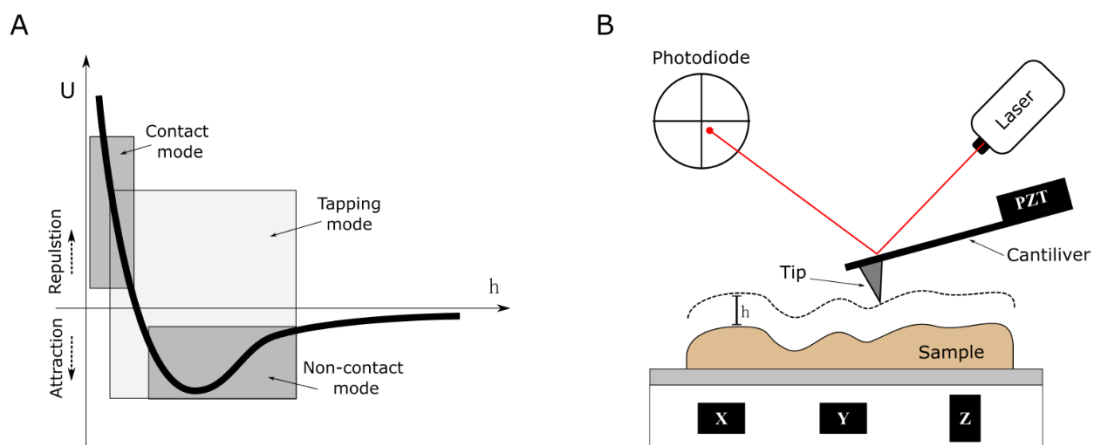 A
U
Contact
mode
Tapping
mode
Repulstion
h
Attraction
Non-contact
mode
B
Photodiode
Laser
PZT
Cantiliver
Tip
h
Sample
X
Y
Z